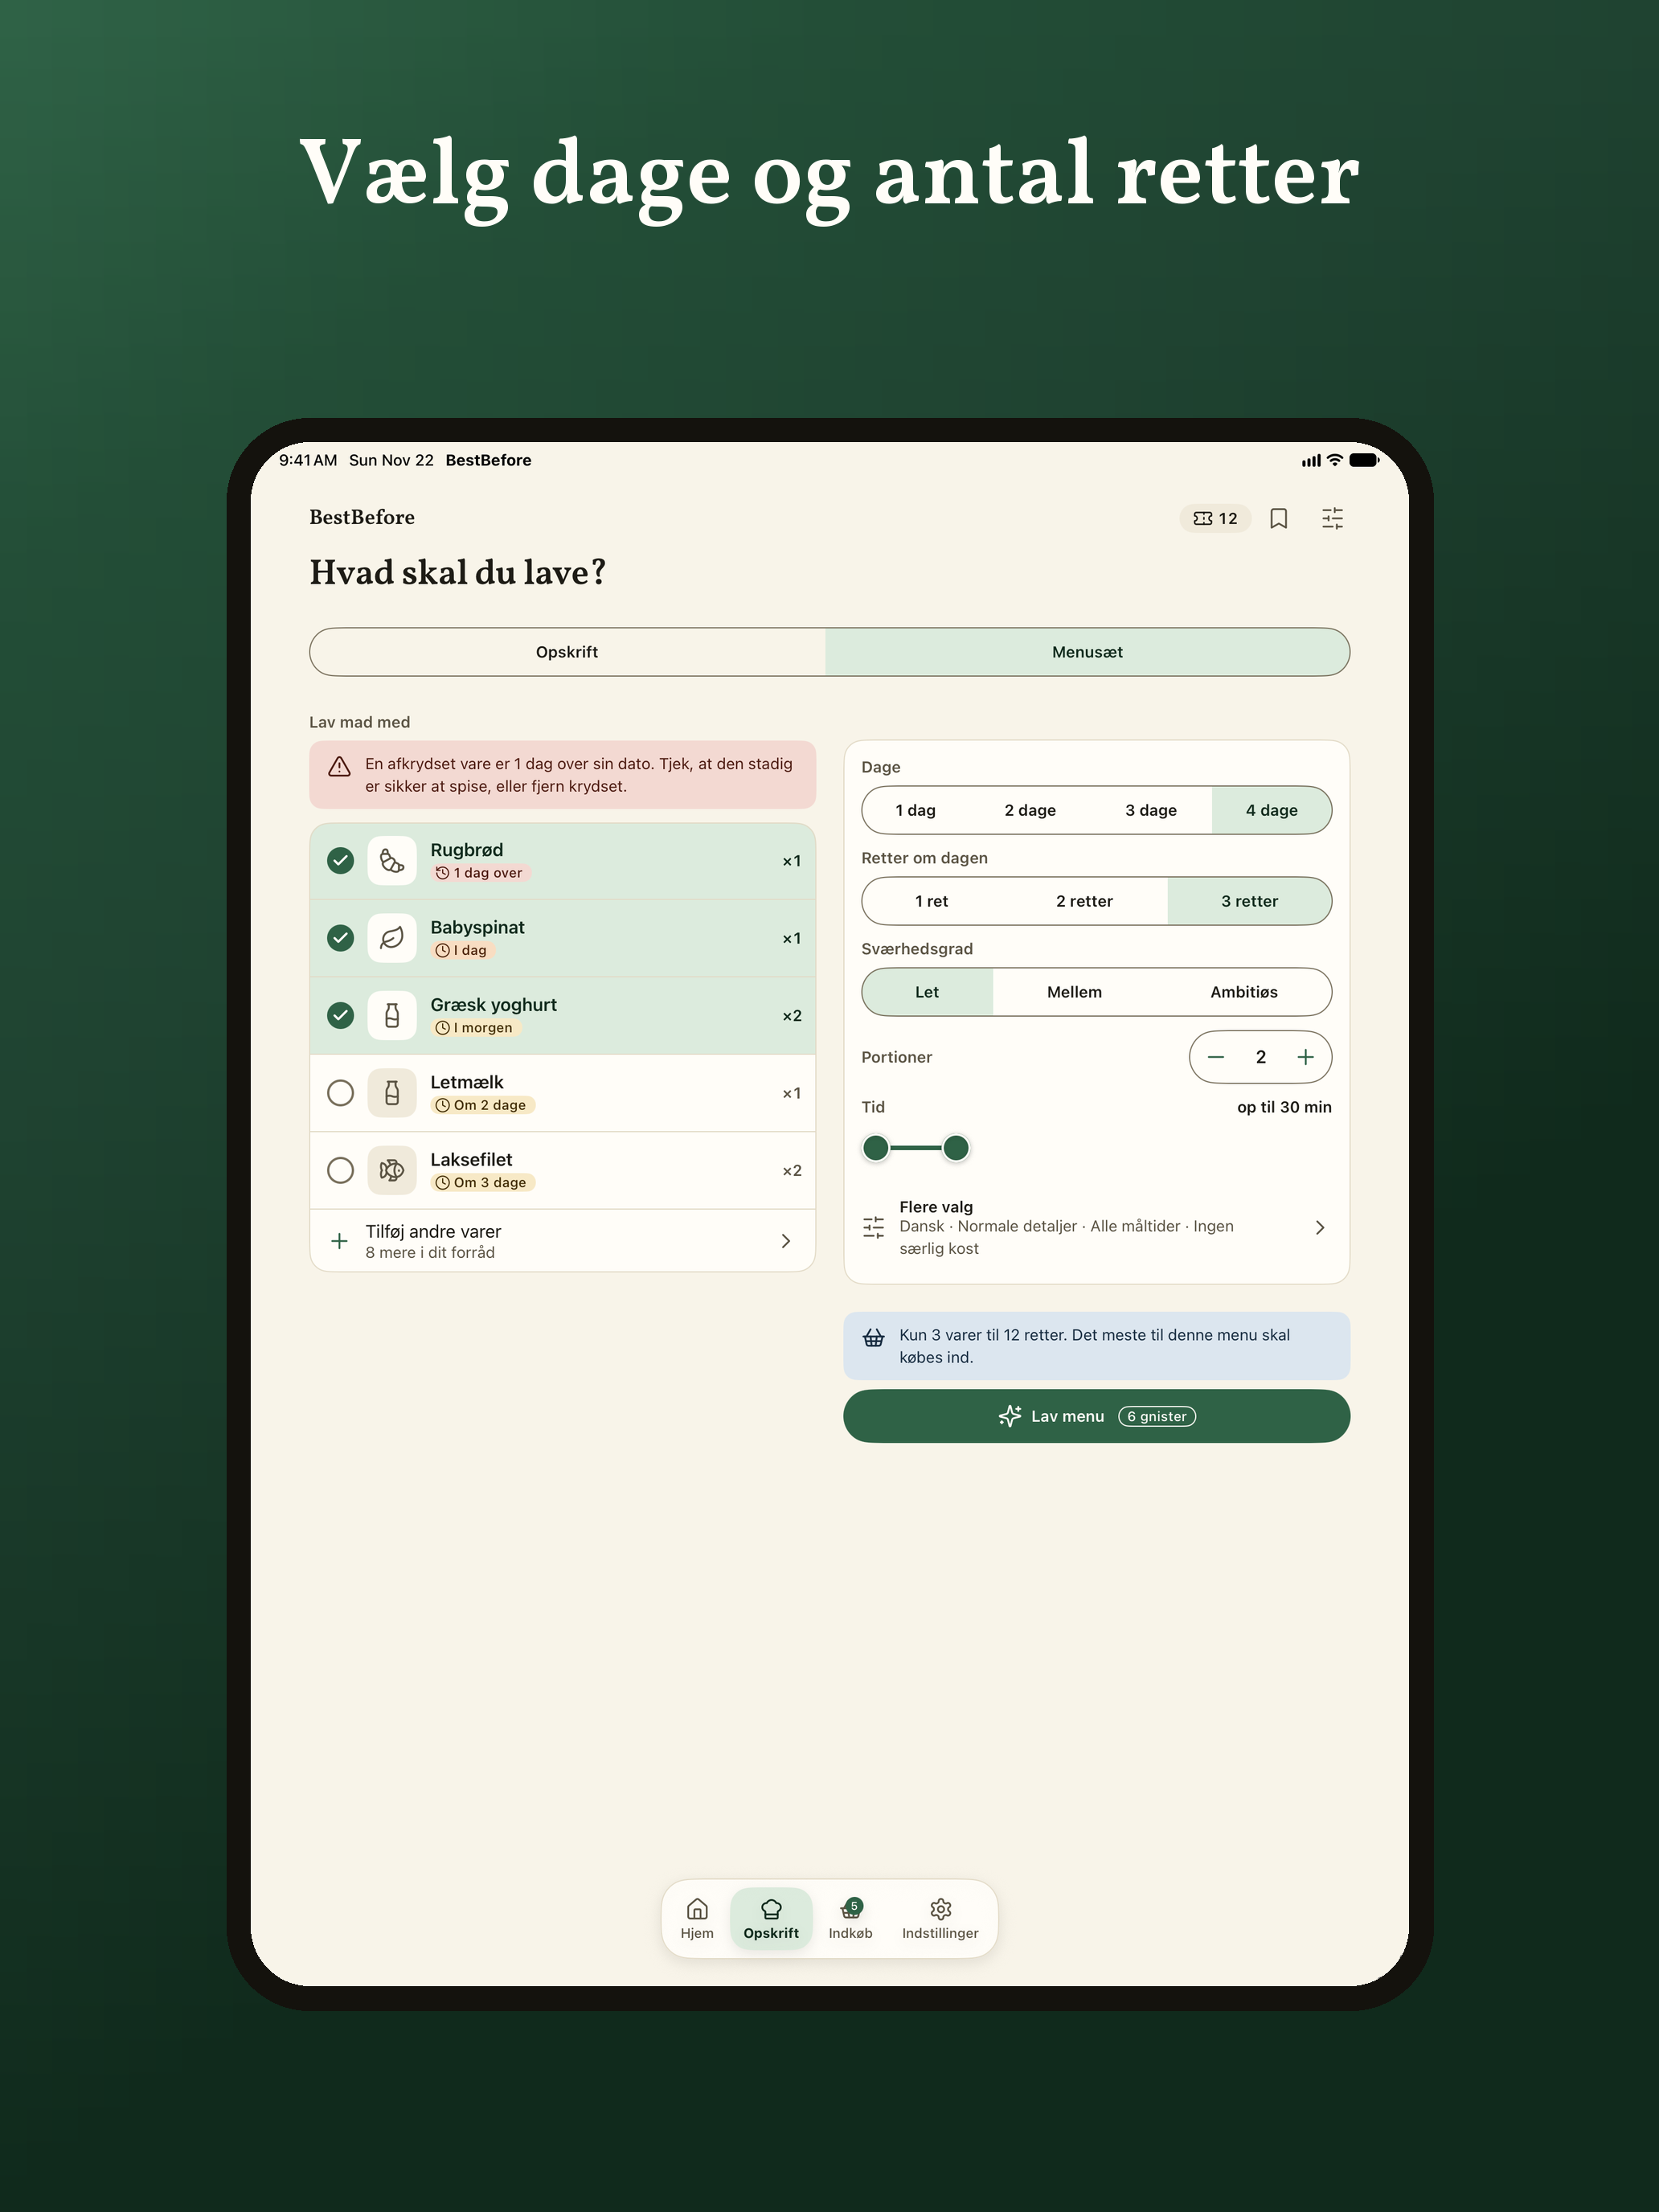 Vælg dage og antal retter
9:41 AM Sun Nov 22 BestBefore
BestBefore
12
Hvad skal du lave?
Opskrift
Menusæt
Lav mad med
En afkrydset vare er 1 dag over sin dato. Tjek, at den stadig
er sikker at spise, eller fjern krydset.
Rugbrød
1 dag over
×1
Babyspinat
I dag
×1
Græsk yoghurt
I morgen
×2
Letmælk
Om 2 dage
×1
Laksefilet
Om 3 dage
×2
Tilføj andre varer
8 mere i dit forråd
Dage
1 dag 2 dage 3 dage 4 dage
Retter om dagen
1 ret 2 retter 3 retter
Sværhedsgrad
Let Mellem Ambitiøs
Portioner
2
Tid op til 30 min
Flere valg
Dansk · Normale detaljer · Alle måltider · Ingen
særlig kost
Kun 3 varer til 12 retter. Det meste til denne menu skal
købes ind.
Lav menu 6 gnister
5
Hjem Opskrift Indkøb Indstillinger